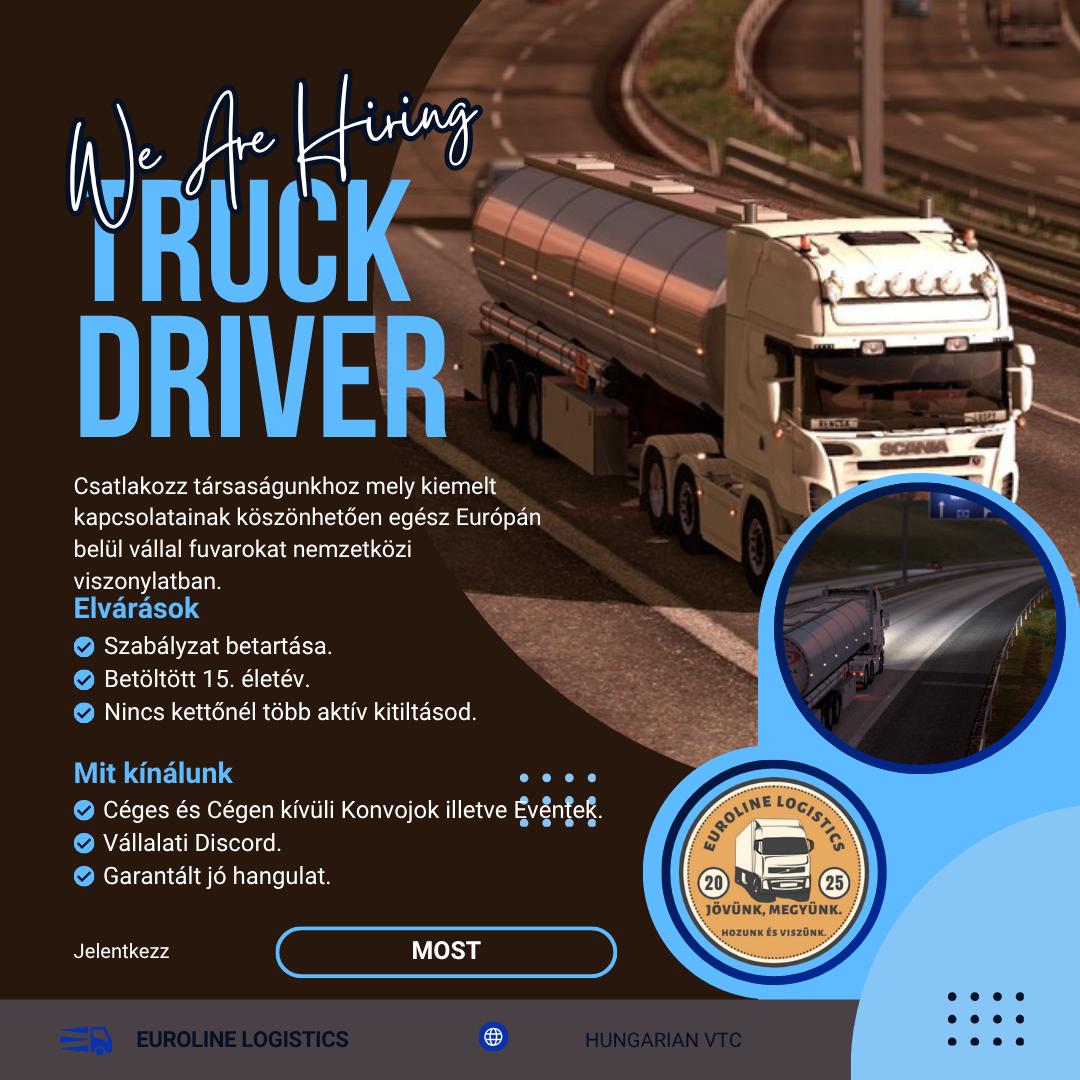 We Are Hiring
TRUCK
DRIVER
Csatlakozz társaságunkhoz mely kiemelt
kapcsolatainak köszönhetően egész Európán
belül vállal fuvarokat nemzetközi
viszonylatban.
Elvárások
Szabályzat betartása.
Betöltött 15. életév.
Nincs kettőnél több aktív kitiltásod.
Mit kínálunk
Céges és Cégen kívüli Konvojok illetve Eventek.
Vállalati Discord.
Garantált jó hangulat.
Jelentkezz
MOST
SCANIA
EUROLINE LOGISTICS
20 25
JÖVÜNK, MEGYÜNK.
HOZUNK ÉS VISZÜNK.
EUROLINE LOGISTICS
HUNGARIAN VTC